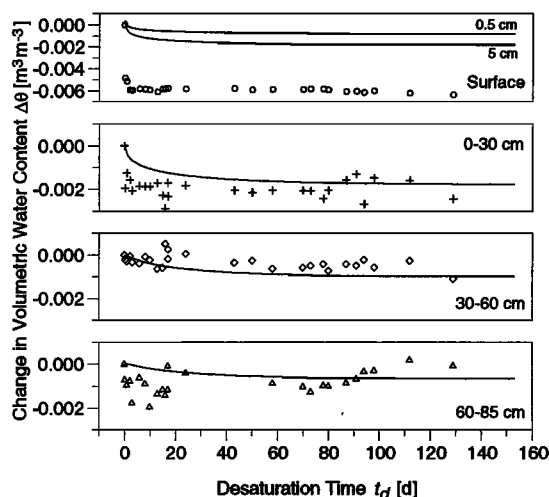 Change in Volumetric Water Content Δθ [m³m⁻³]
0.000
-0.002
-0.004
-0.006
0.5 cm
5 cm
Surface
0.000
-0.002
0-30 cm
0.000
-0.002
30-60 cm
0.000
-0.002
60-85 cm
0 20 40 60 80 100 120 140 160
Desaturation Time t_d [d]